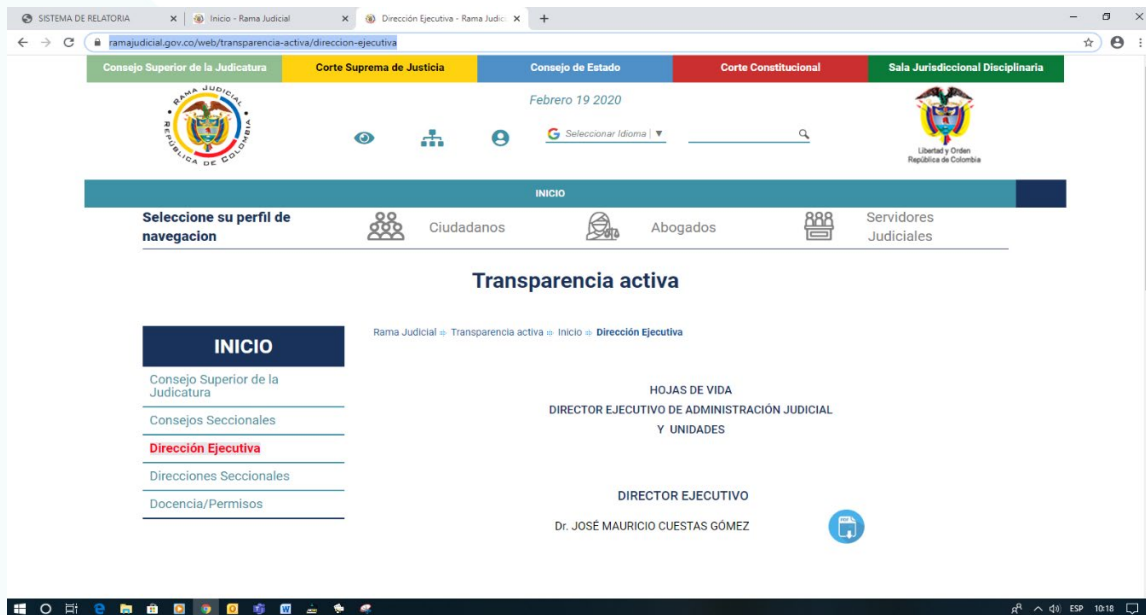 SISTEMA DE RELATORIA
Inicio - Rama Judicial
Dirección Ejecutiva - Rama Judic
ramajudicial.gov.co/web/transparencia-activa/direccion-ejecutiva
Consejo Superior de la Judicatura
Corte Suprema de Justicia
Consejo de Estado
Corte Constitucional
Sala Jurisdiccional Disciplinaria
RAMA JUDICIAL
REPÚBLICA DE COLOMBIA
Febrero 19 2020
G Seleccionar Idioma ▼
Libertad y Orden
República de Colombia
INICIO
Seleccione su perfil de
navegacion
Ciudadanos
Abogados
Servidores
Judiciales
Transparencia activa
INICIO
Consejo Superior de la
Judicatura
Consejos Seccionales
Dirección Ejecutiva
Direcciones Seccionales
Docencia/Permisos
Rama Judicial ⇨ Transparencia activa ⇨ Inicio ⇨ Dirección Ejecutiva
HOJAS DE VIDA
DIRECTOR EJECUTIVO DE ADMINISTRACIÓN JUDICIAL
Y UNIDADES
DIRECTOR EJECUTIVO
Dr. JOSÉ MAURICIO CUESTAS GÓMEZ
ESP 10:18